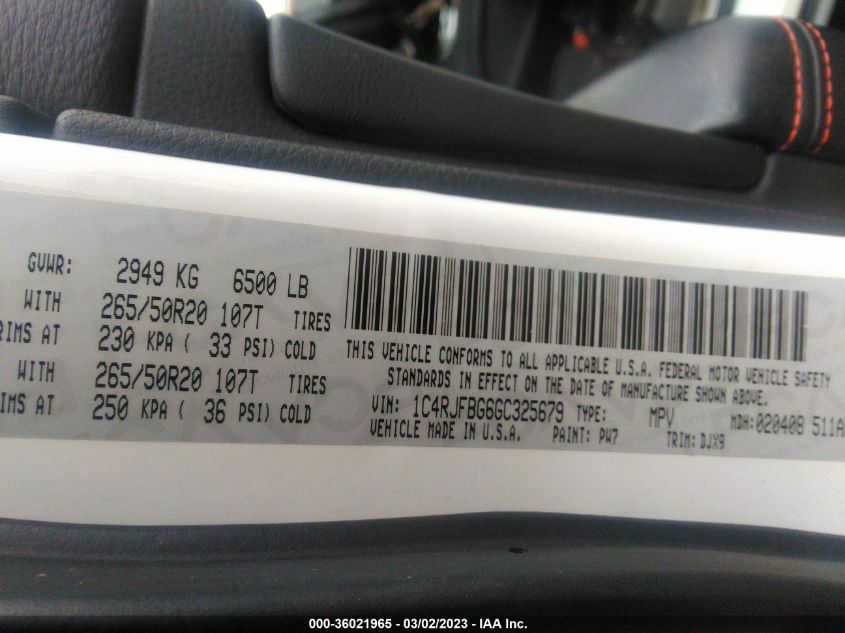 GVWR: 2949 KG 6500 LB
WITH 265/50R20 107T TIRES
RIMS AT 230 KPA ( 33 PSI) COLD
WITH 265/50R20 107T TIRES
RIMS AT 250 KPA ( 36 PSI) COLD
THIS VEHICLE CONFORMS TO ALL APPLICABLE U.S.A. FEDERAL MOTOR VEHICLE SAFETY
STANDARDS IN EFFECT ON THE DATE OF MANUFACTURE SHOWN ABOVE.
VIN: 1C4RJFBG6GC325679 TYPE: MPV MDH:020408 511A
VEHICLE MADE IN U.S.A. PAINT: PW7 TRIM: DJX9
000-36021965 - 03/02/2023 - IAA Inc.